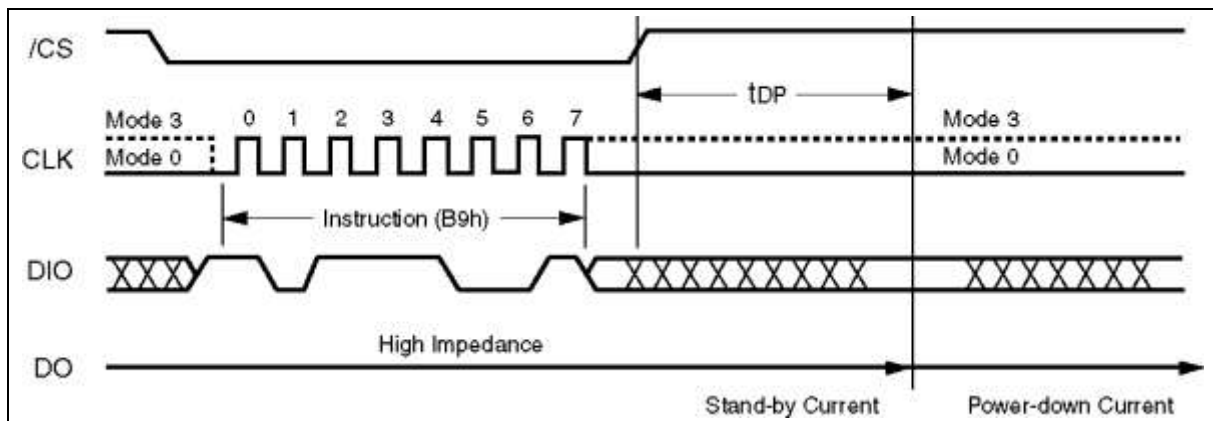 /CS
tDP
Mode 3 0 1 2 3 4 5 6 7 Mode 3
CLK Mode 0 Mode 0
Instruction (B9h)
DIO
High Impedance
DO
Stand-by Current Power-down Current